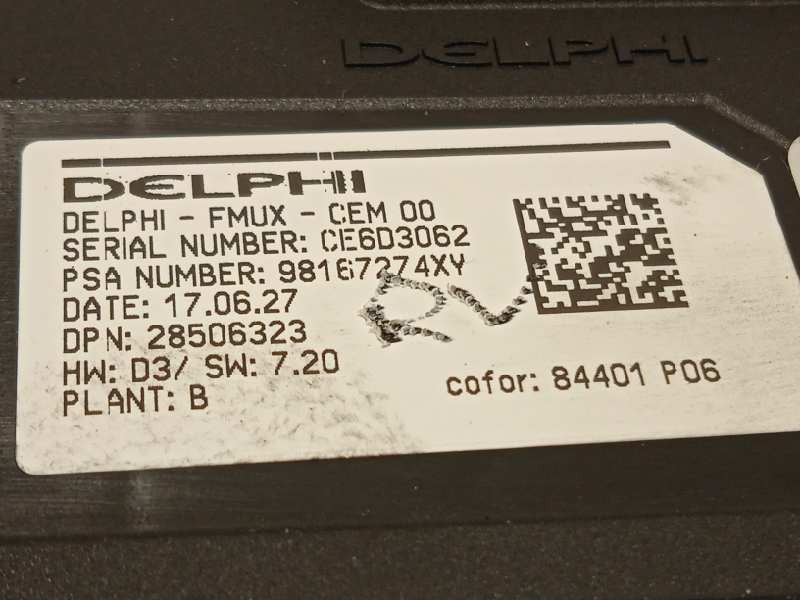 DELPHI
DELPHI
DELPHI - FMUX - CEM 00
SERIAL NUMBER: CE6D3062
PSA NUMBER: 98167274XY
DATE: 17.06.27
DPN: 28506323
HW: D3/ SW: 7.20
PLANT: B
cofor: 84401 P06